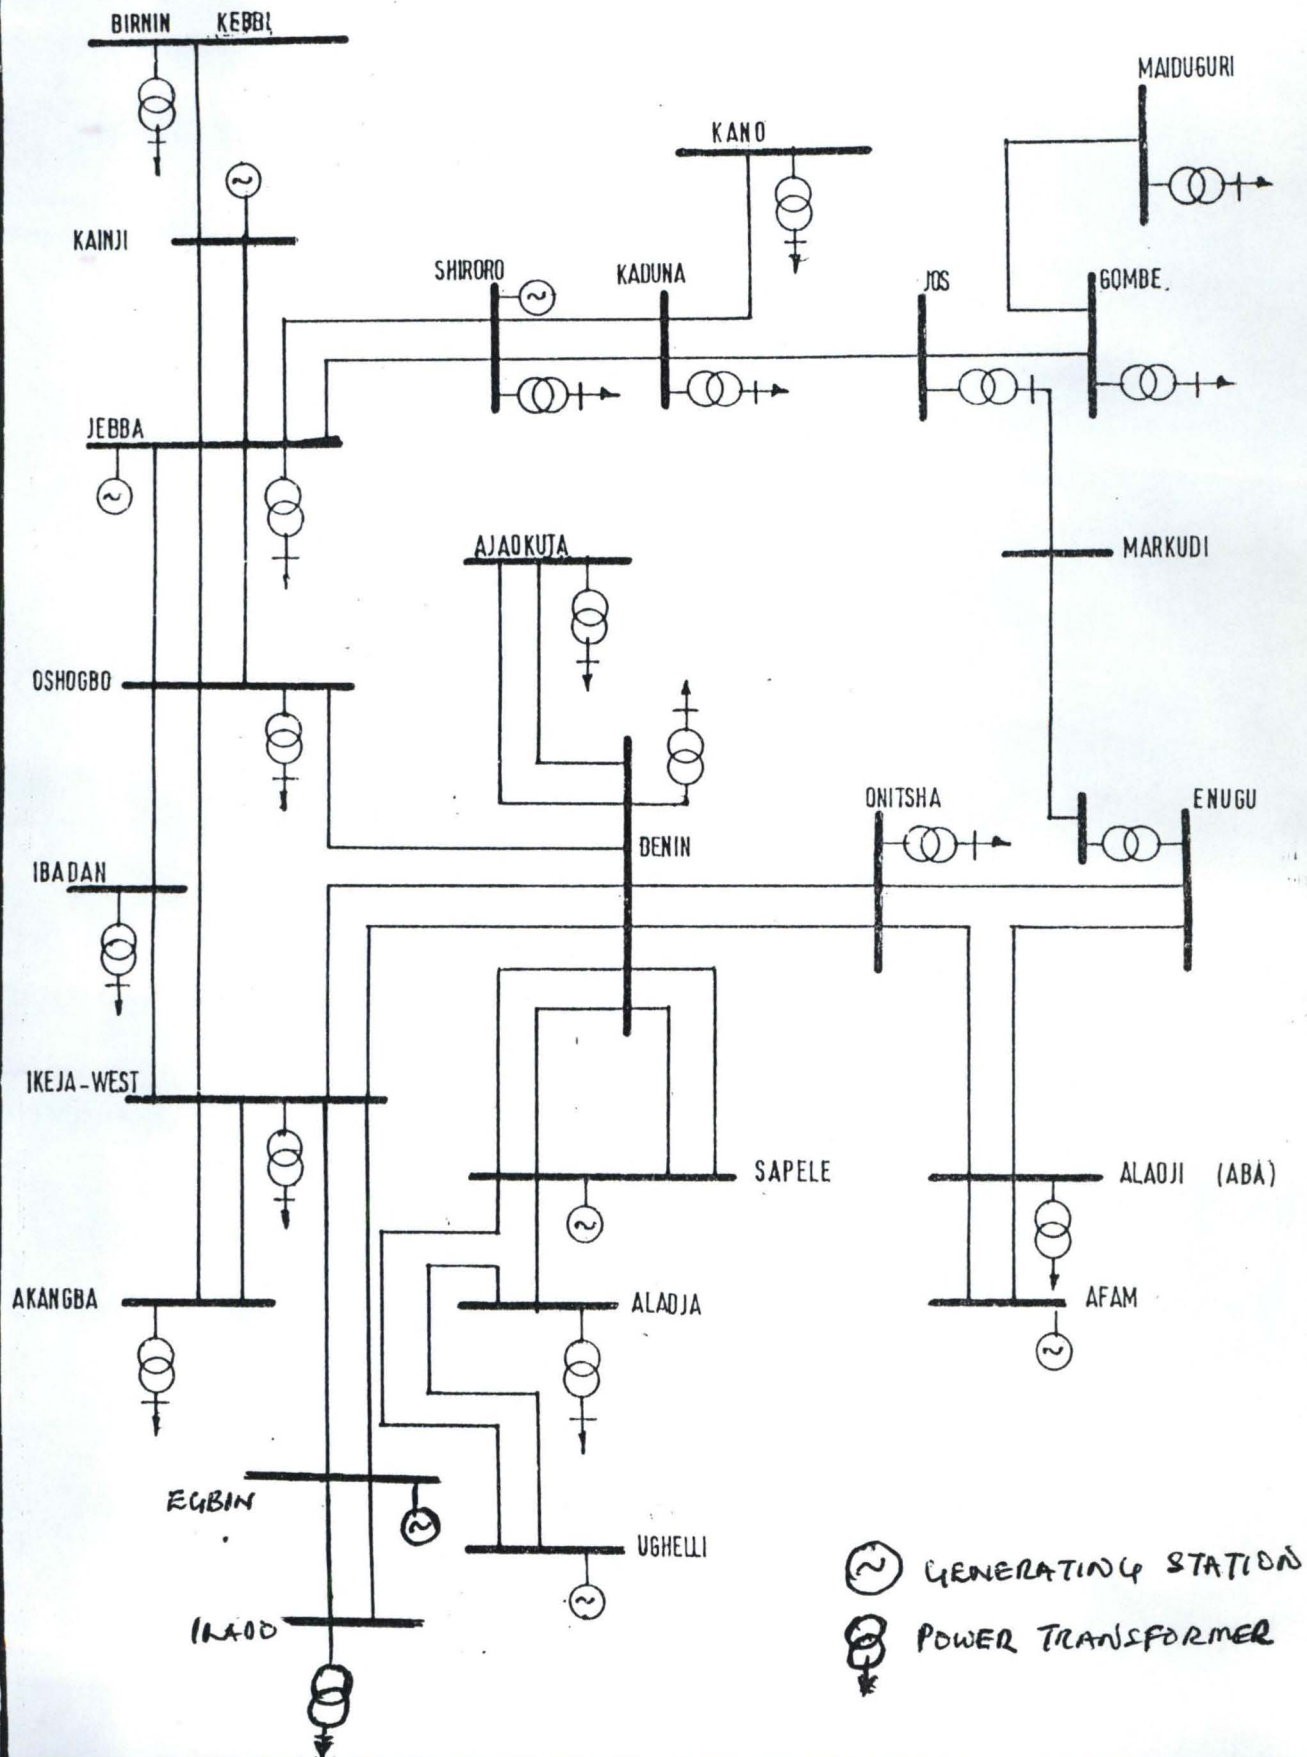 BIRNIN KEBBI
MAIDUGURI
KANO
KAINJI
SHIRORO
KADUNA
JOS
GOMBE.
JEBBA
AJAOKUTA
MARKUDI
OSHOGBO
ONITSHA
ENUGU
BENIN
IBADAN
IKEJA-WEST
SAPELE
ALAOJI (ABA)
AKANGBA
ALADJA
AFAM
EGBIN
UGHELLI
GENERATING STATION
POWER TRANSFORMER